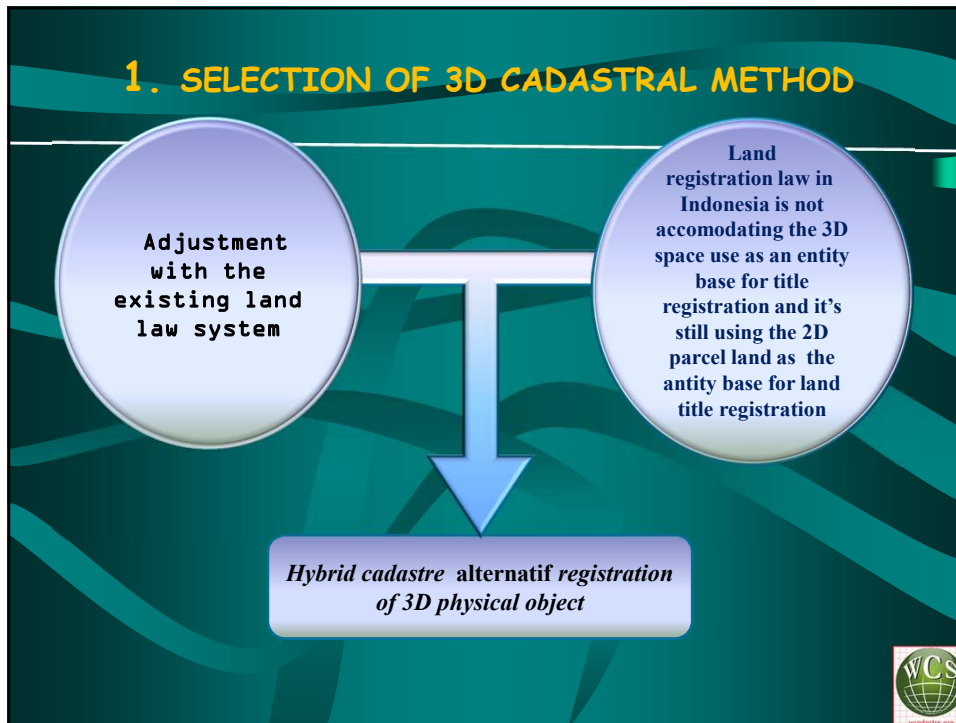 1. SELECTION OF 3D CADASTRAL METHOD
Adjustment
with the
existing land
law system
Land
registration law in
Indonesia is not
accomodating the 3D
space use as an entity
base for title
registration and it's
still using the 2D
parcel land as the
antity base for land
title registration
Hybrid cadastre alternatif registration
of 3D physical object
WCS